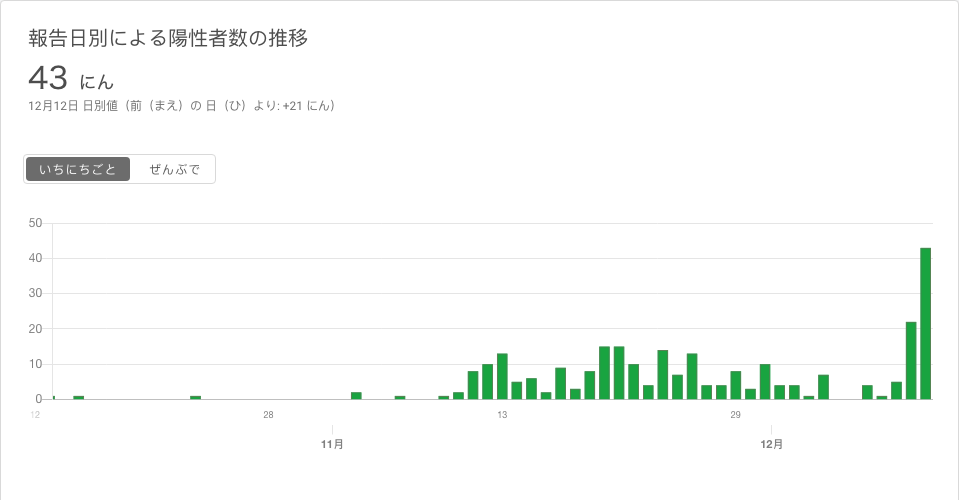 報告日別による陽性者数の推移
43 にん
12月12日 日別値（前（まえ）の 日（ひ）より: +21 にん）
いちにちごと ぜんぶで
50
40
30
20
10
0
12 28 13 29
11月 12月